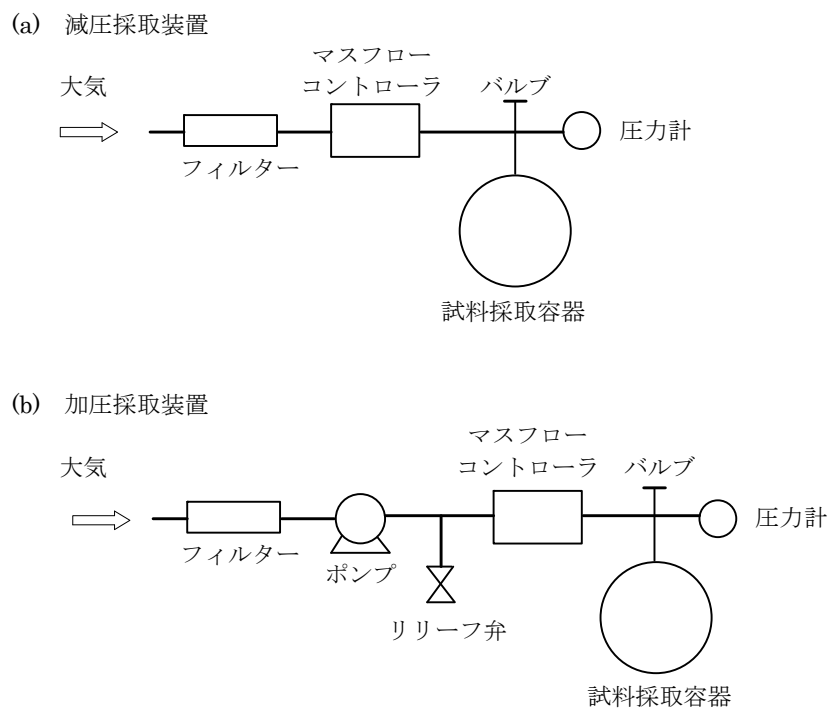 (a) 減圧採取装置
マスフロー
コントローラ
大気
バルブ
圧力計
フィルター
試料採取容器
(b) 加圧採取装置
マスフロー
コントローラ
大気
バルブ
圧力計
フィルター
ポンプ
リリーフ弁
試料採取容器